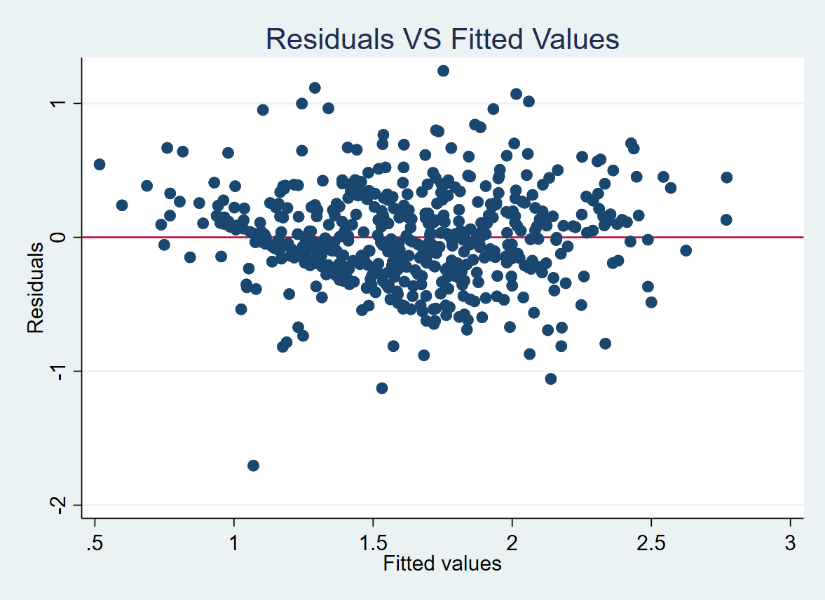 Residuals VS Fitted Values
1
0
-1
-2
Residuals
.5 1 1.5 2 2.5 3
Fitted values